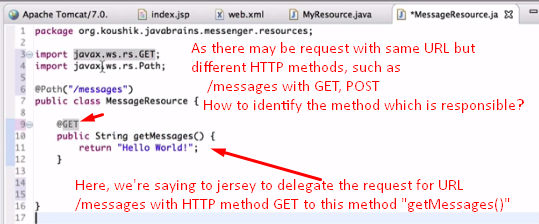 Apache Tomcat/7.0. index.jsp web.xml MyResource.java *MessageResource.ja
1 package org.koushik.javabrains.messenger.resources;
2
3 import javax.ws.rs.GET;
4 import javax.ws.rs.Path;
5
6 @Path("/messages")
7 public class MessageResource {
8
9 @GET
10 public String getMessages() {
11 return "Hello World!";
12 }
13
14
15
16 }
17
As there may be request with same URL but
different HTTP methods, such as
/messages with GET, POST
How to identify the method which is responsible?
Here, we're saying to jersey to delegate the request for URL
/messages with HTTP method GET to this method "getMessages()"